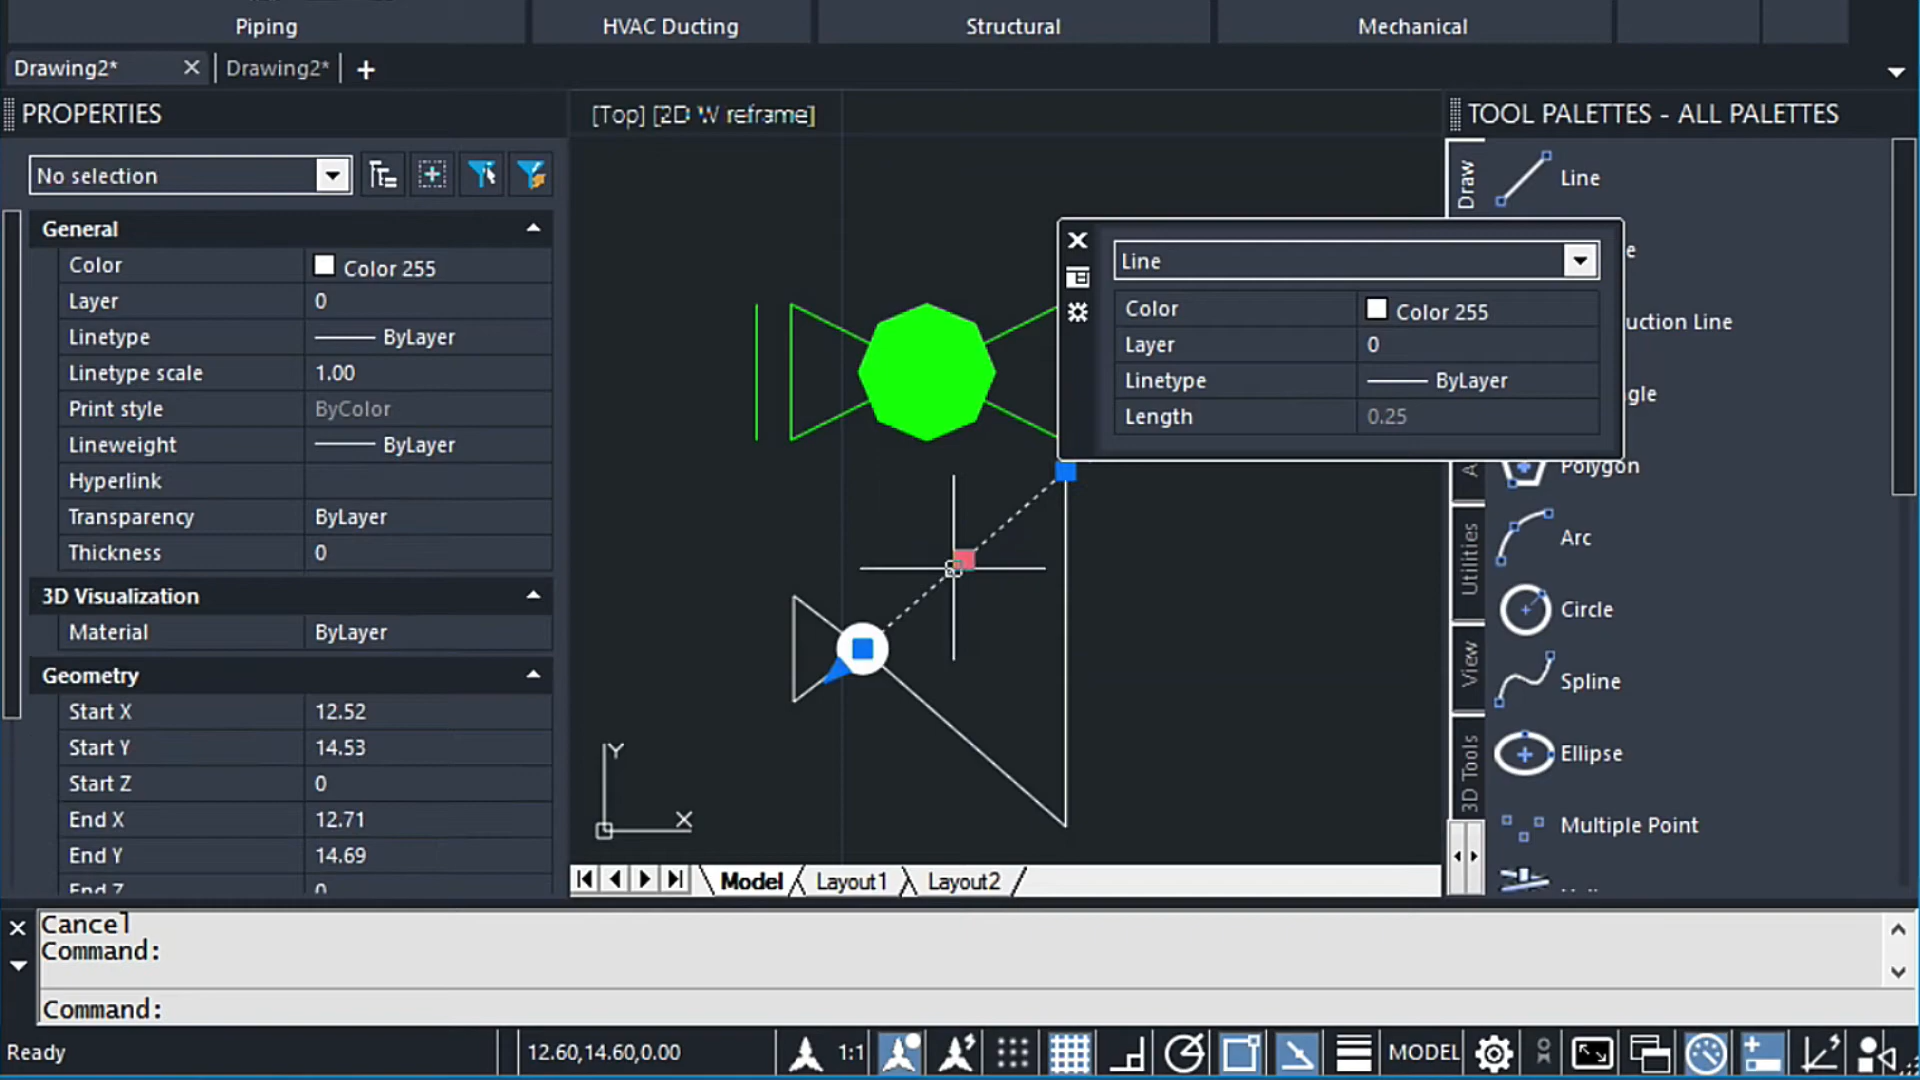 Piping HVAC Ducting Structural Mechanical
Drawing2* Drawing2*
PROPERTIES
[Top] [2D W reframe]
TOOL PALETTES - ALL PALETTES
No selection
General
Color Color 255
Layer 0
Linetype ByLayer
Linetype scale 1.00
Print style ByColor
Lineweight ByLayer
Hyperlink
Transparency ByLayer
Thickness 0
3D Visualization
Material ByLayer
Geometry
Start X 12.52
Start Y 14.53
Start Z 0
End X 12.71
End Y 14.69
End Z 0
Line
Color Color 255
Layer 0
Linetype ByLayer
Length 0.25
Y
X
Model Layout1 Layout2
Draw
A
Utilities
View
3D Tools
Line
e
uction Line
gle
Polygon
Arc
Circle
Spline
Ellipse
Multiple Point
Cancel
Command:
Command:
Ready 12.60,14.60,0.00 1:1 MODEL